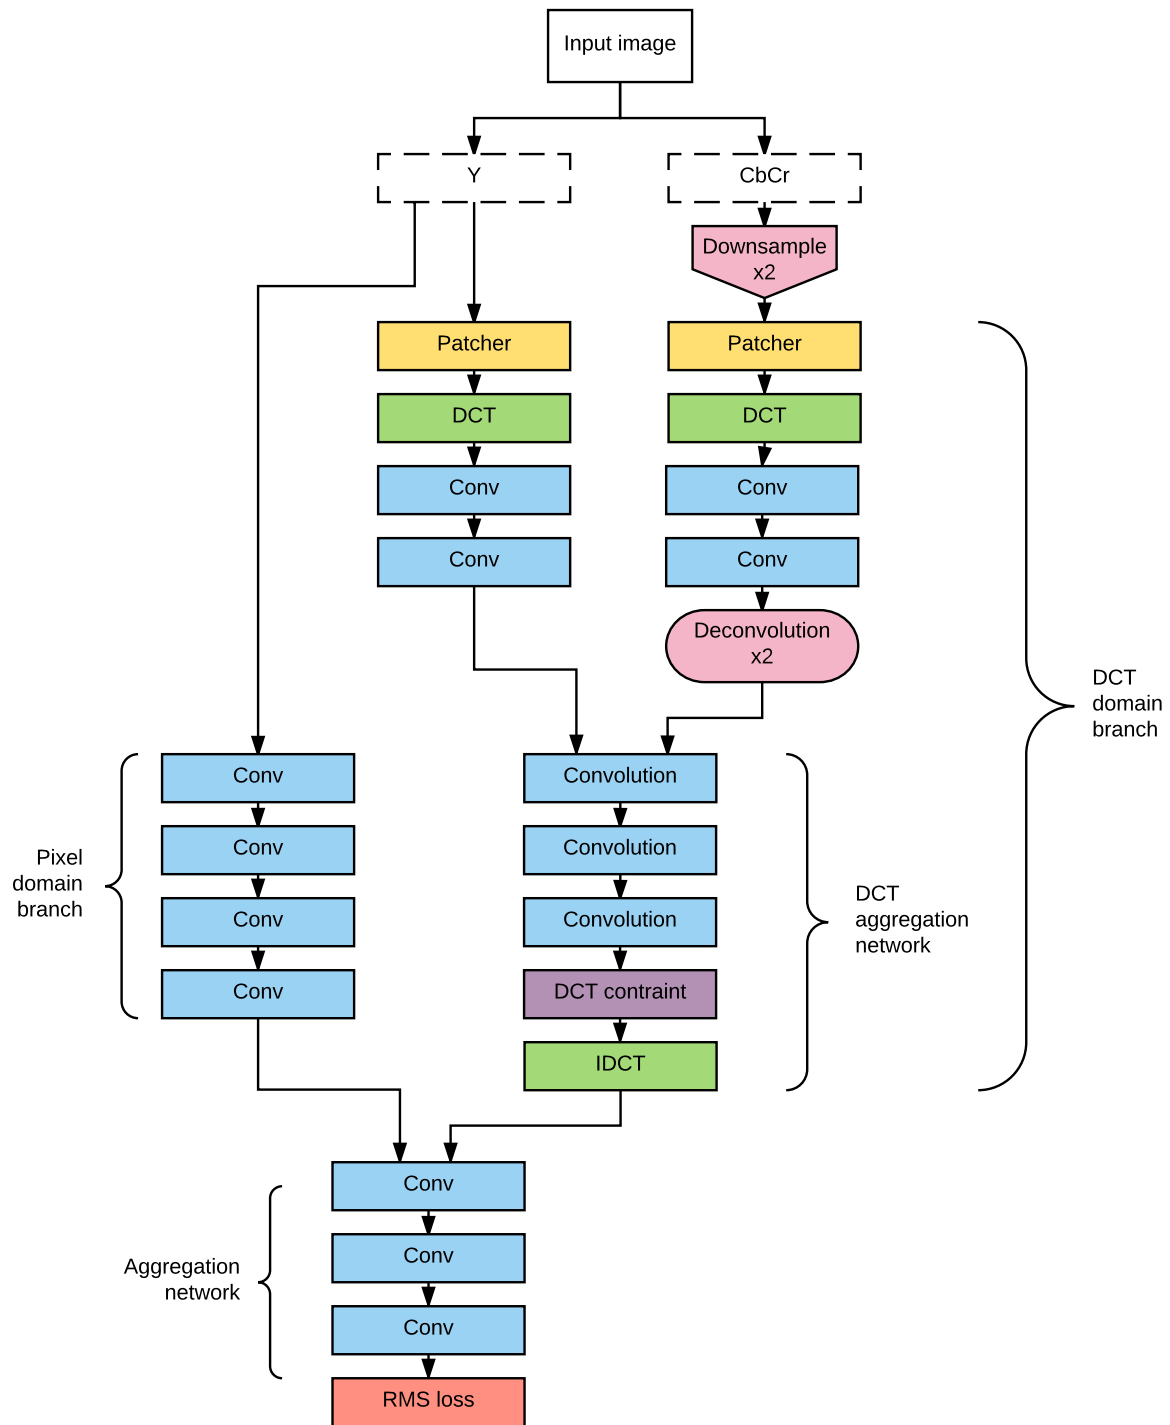 Input image
Y
CbCr
Downsample
x2
Patcher
Patcher
DCT
DCT
Conv
Conv
Conv
Conv
Deconvolution
x2
DCT
domain
branch
Conv
Convolution
Conv
Convolution
Pixel
domain
branch
DCT
aggregation
network
Conv
Convolution
Conv
DCT contraint
IDCT
Conv
Conv
Aggregation
network
Conv
RMS loss